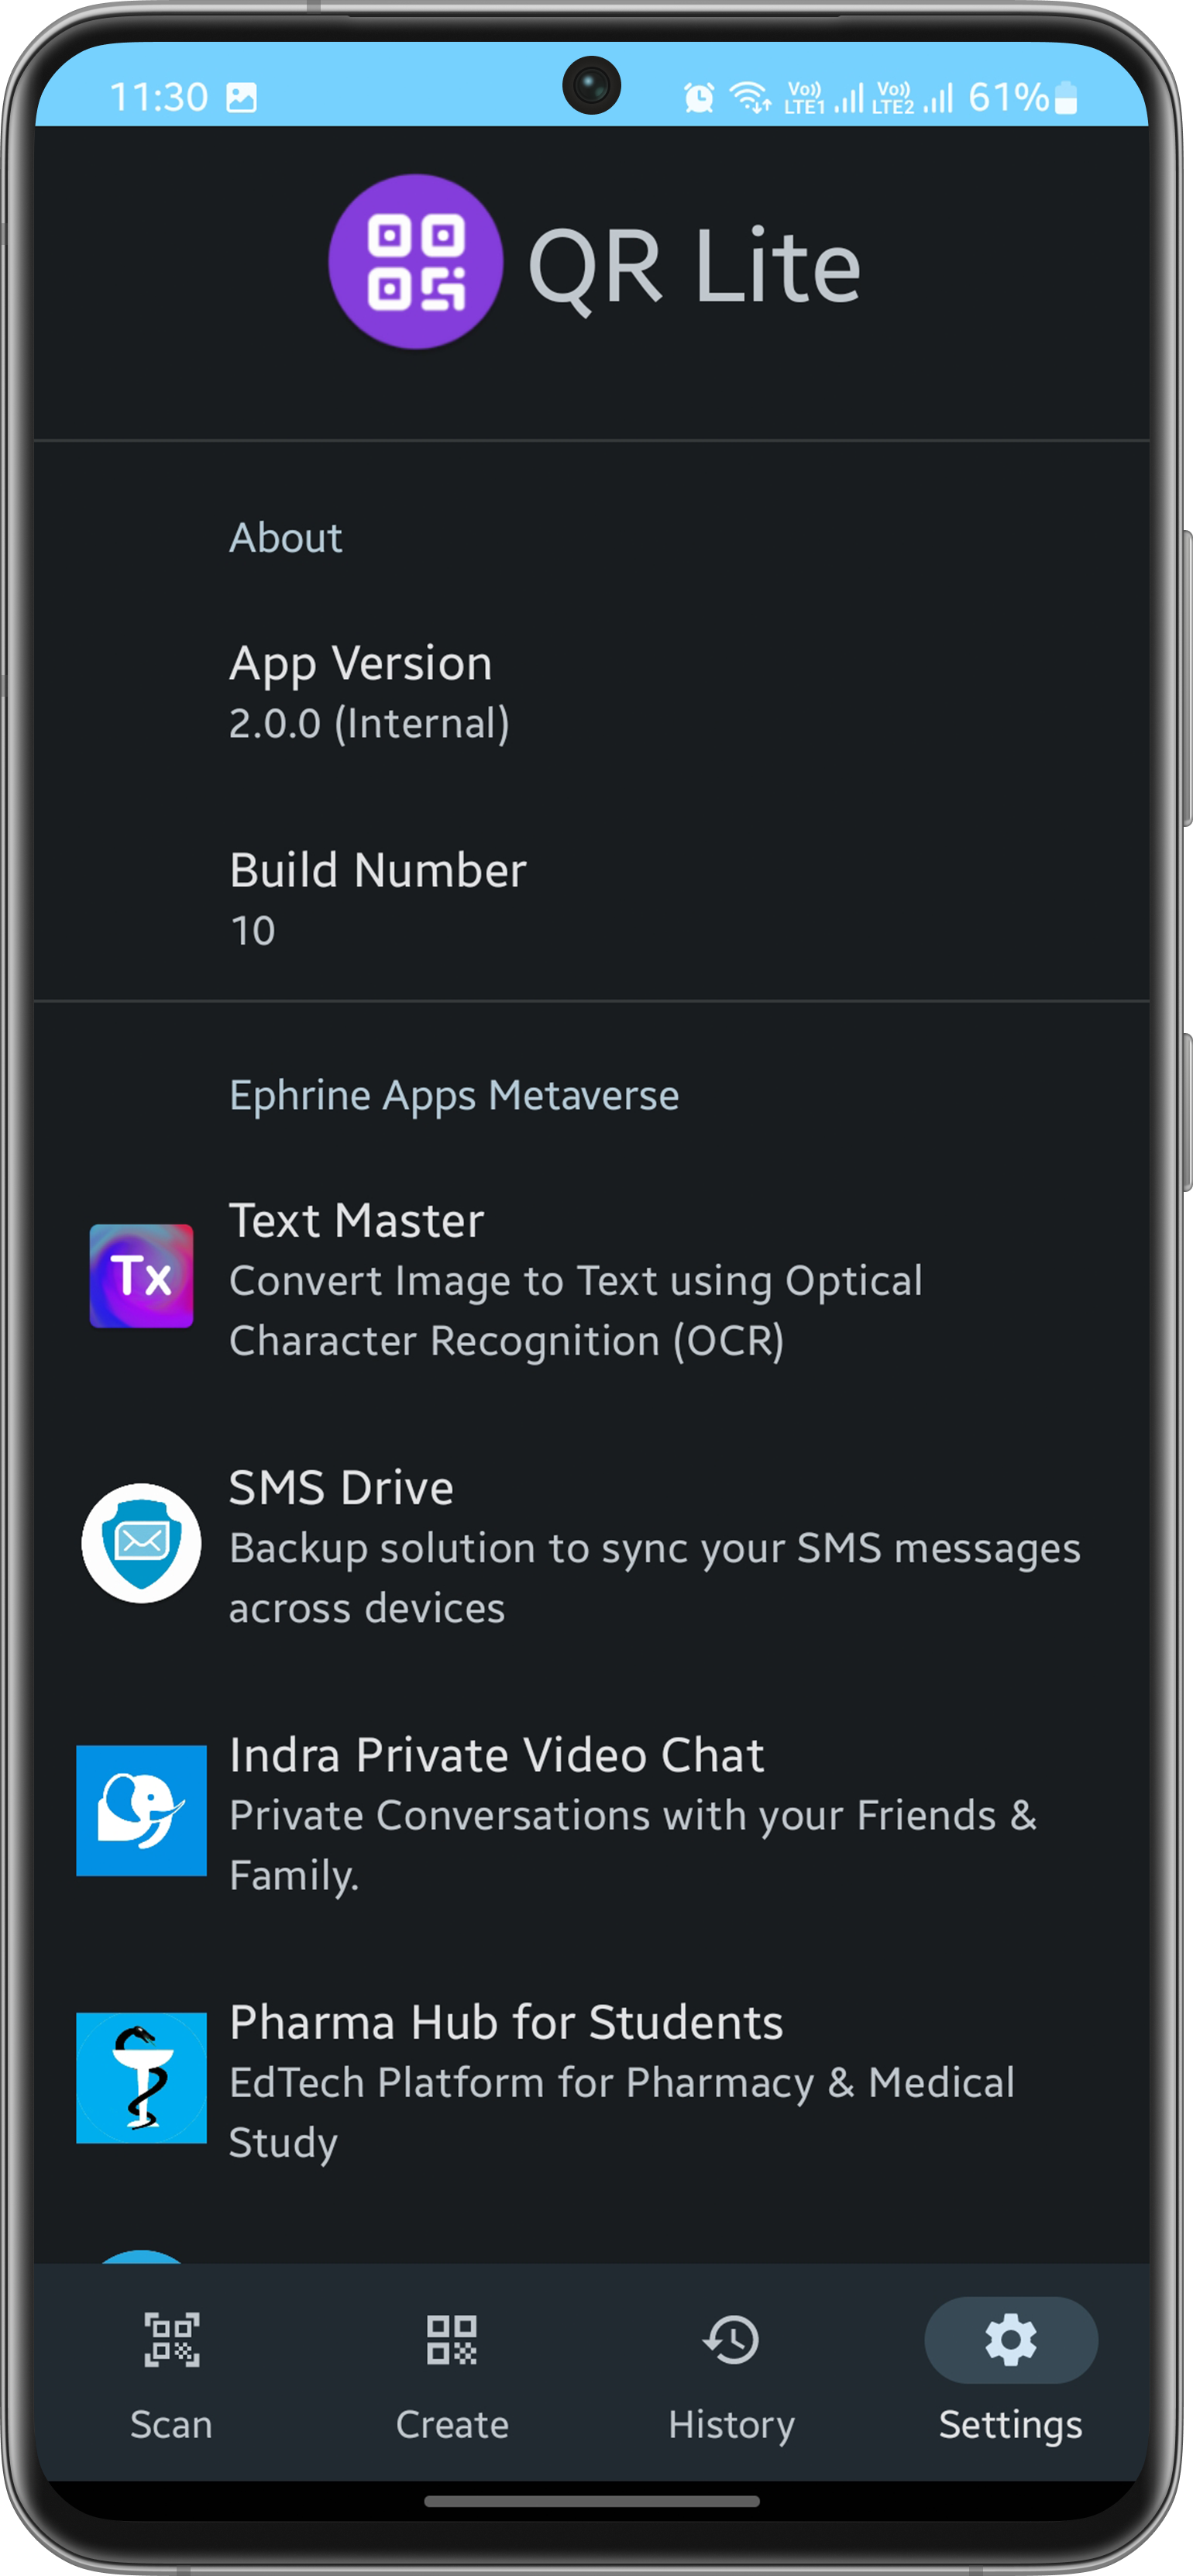 11:30
Vo)) LTE1 Vo)) LTE2 61%
QR Lite
About
App Version
2.0.0 (Internal)
Build Number
10
Ephrine Apps Metaverse
Tx
Text Master
Convert Image to Text using Optical
Character Recognition (OCR)
SMS Drive
Backup solution to sync your SMS messages
across devices
Indra Private Video Chat
Private Conversations with your Friends &
Family.
Pharma Hub for Students
EdTech Platform for Pharmacy & Medical
Study
Scan Create History Settings